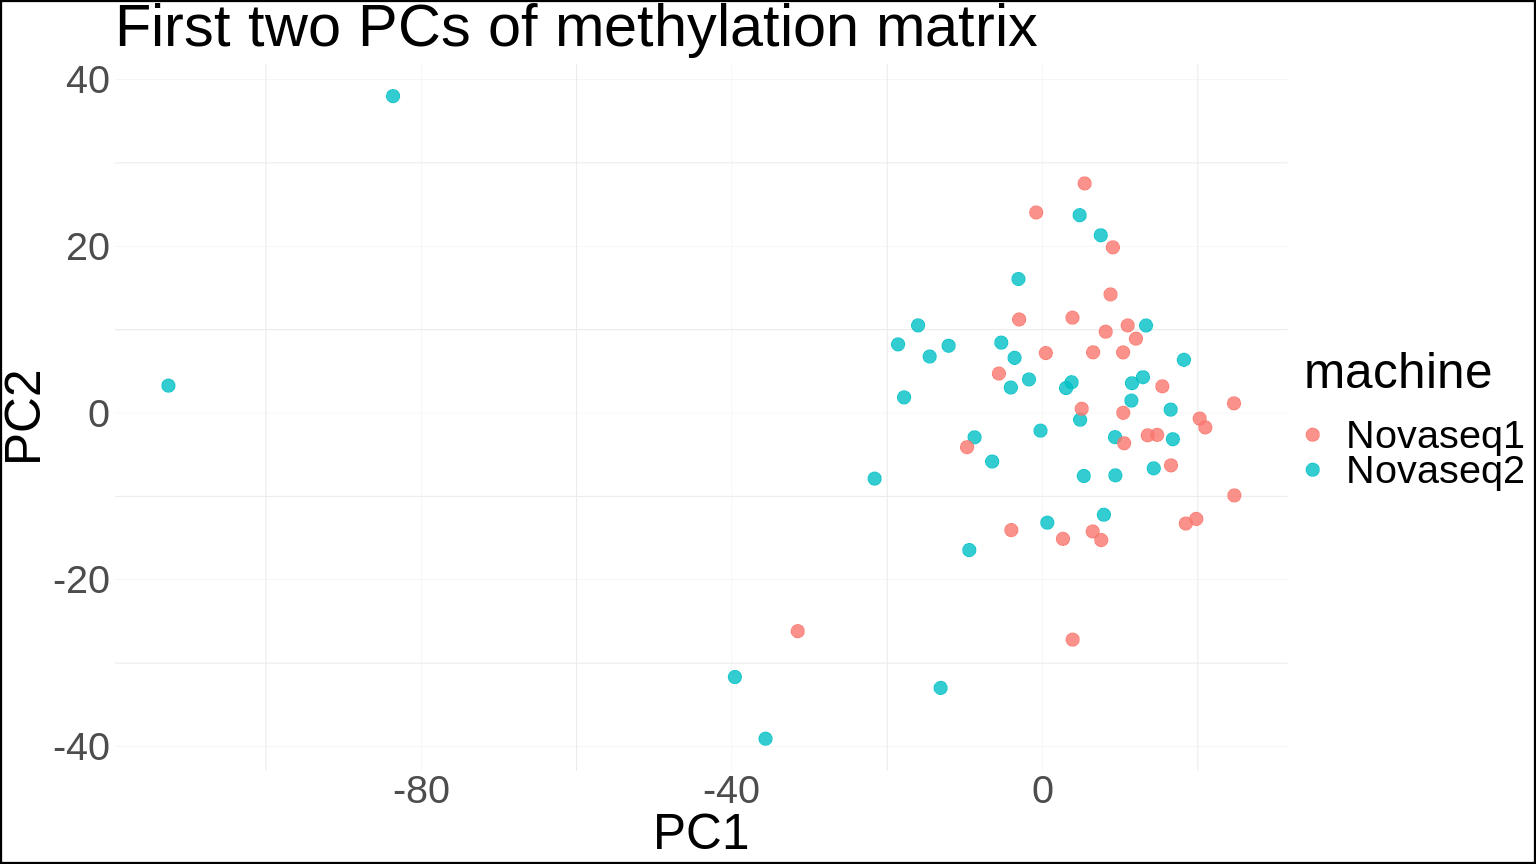 First two PCs of methylation matrix
40
20
0
-20
-40
PC2
-80
-40
0
PC1
machine
Novaseq1
Novaseq2